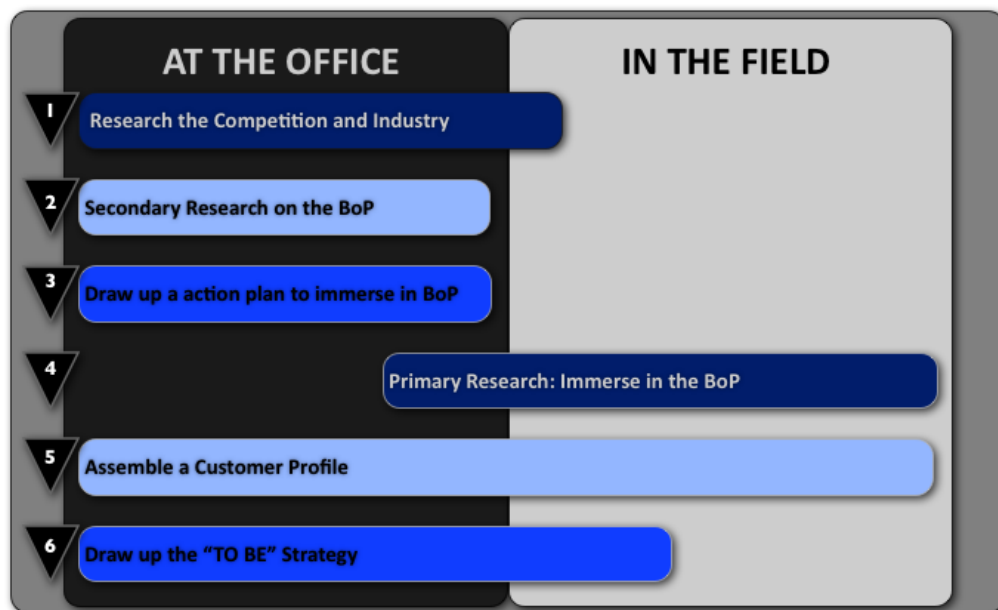 AT THE OFFICE
IN THE FIELD
1
Research the Competition and Industry
2
Secondary Research on the BoP
3
Draw up a action plan to immerse in BoP
4
Primary Research: Immerse in the BoP
5
Assemble a Customer Profile
6
Draw up the “TO BE” Strategy